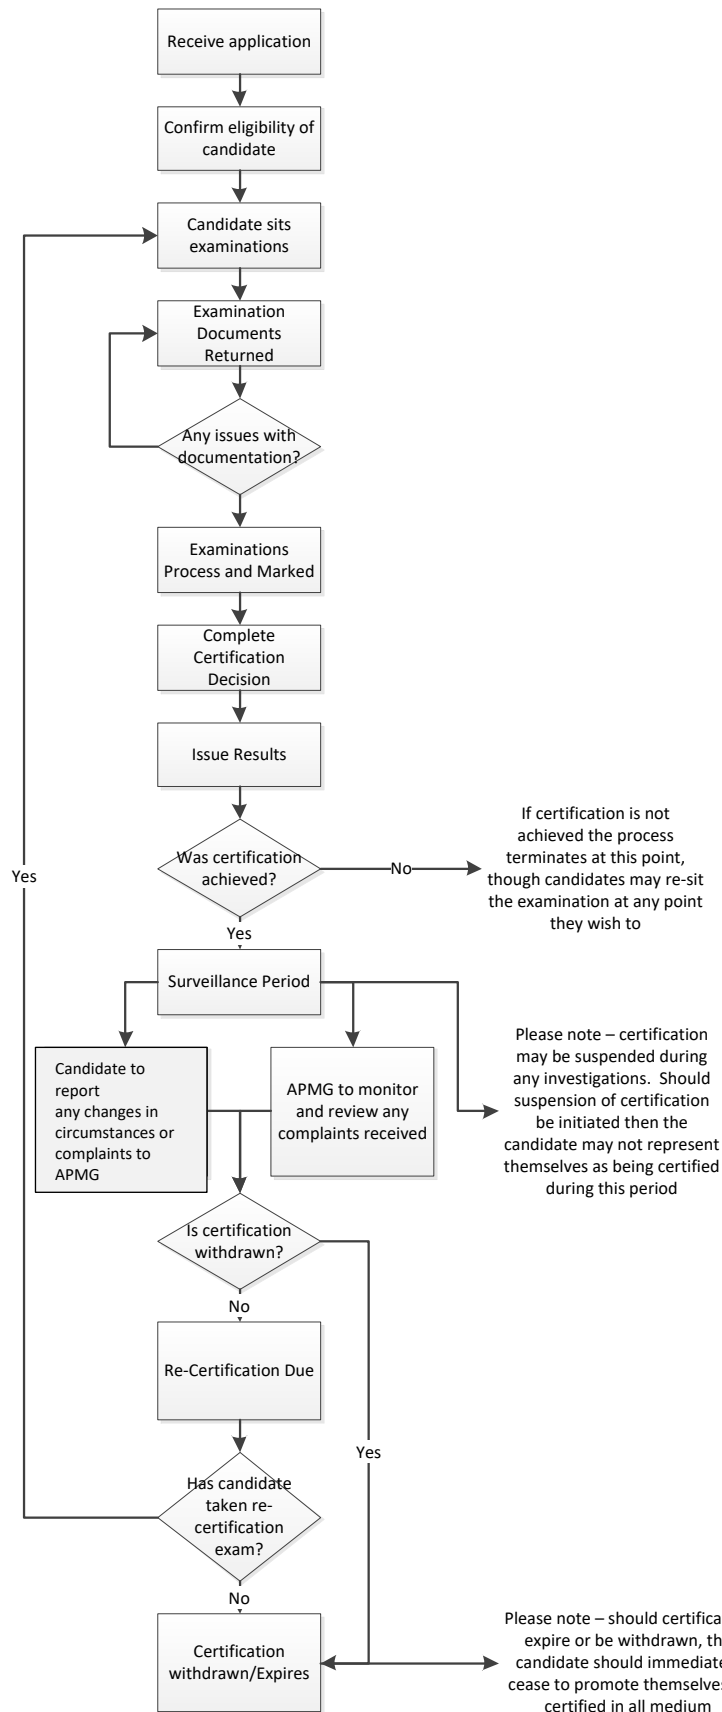 Receive application
Confirm eligibility of
candidate
Candidate sits
examinations
Examination
Documents
Returned
Any issues with
documentation?
Examinations
Process and Marked
Complete
Certification
Decision
Issue Results
Was certification
achieved?
No
If certification is not
achieved the process
terminates at this point,
though candidates may re-sit
the examination at any point
they wish to
Yes
Yes
Surveillance Period
Candidate to
report
any changes in
circumstances or
complaints to
APMG
APMG to monitor
and review any
complaints received
Please note – certification
may be suspended during
any investigations.  Should
suspension of certification
be initiated then the
candidate may not represent
themselves as being certified
during this period
Is certification
withdrawn?
No
Re-Certification Due
Yes
Has candidate
taken re-
certification
exam?
No
Certification
withdrawn/Expires
Please note – should certifica
expire or be withdrawn, th
candidate should immediate
cease to promote themselves
certified in all medium